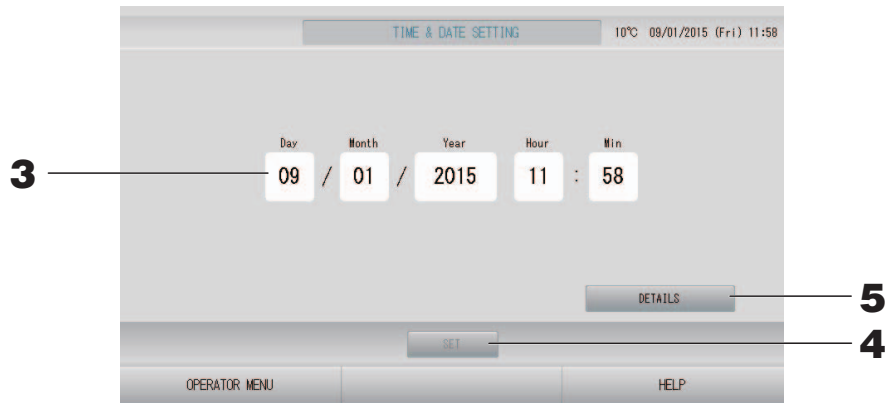 TIME & DATE SETTING 10℃ 09/01/2015 (Fri) 11:58
Day Month Year Hour Min
3 09 / 01 / 2015 11 : 58
DETAILS 5
SET 4
OPERATOR MENU HELP